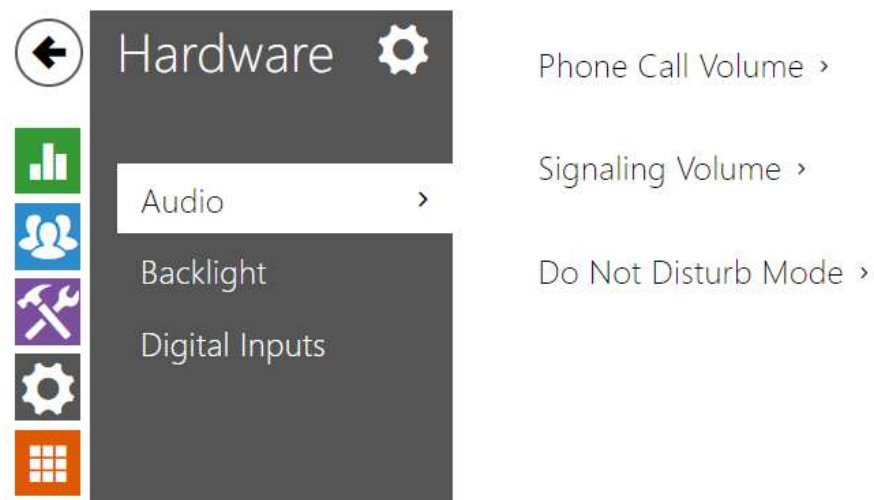 Hardware
Audio
Backlight
Digital Inputs
Phone Call Volume ›
Signaling Volume ›
Do Not Disturb Mode ›